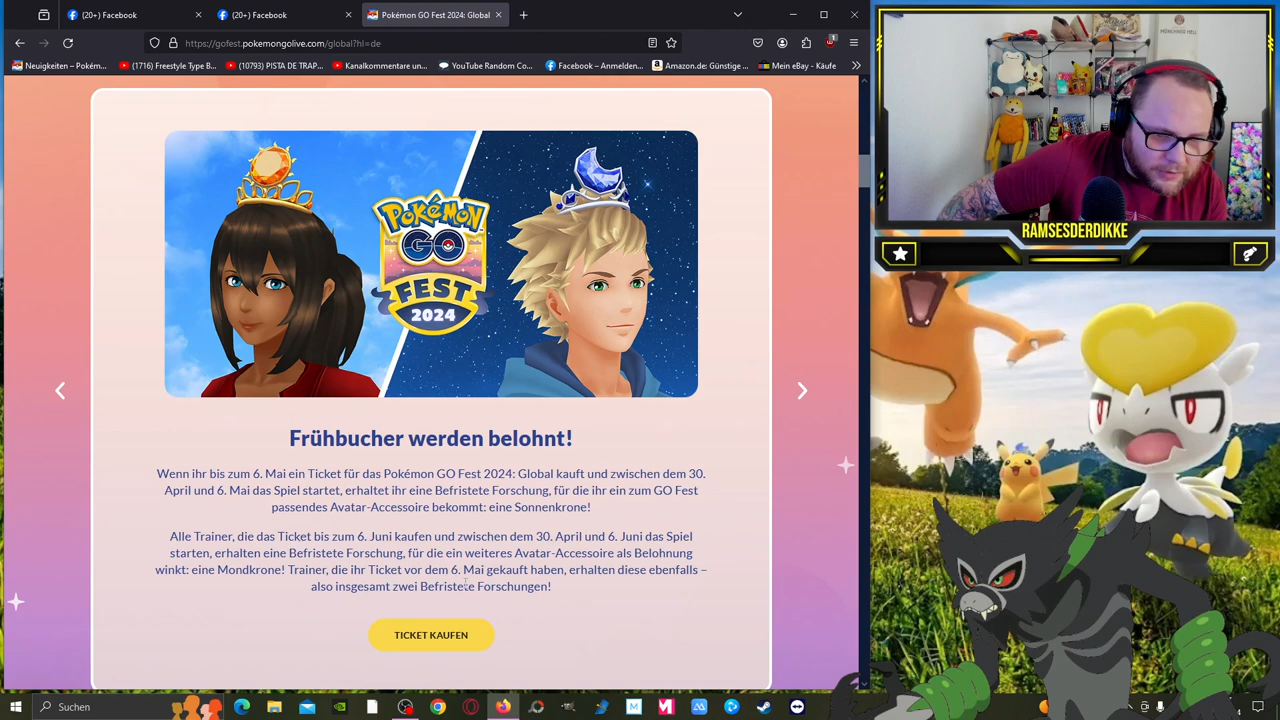 (20+) Facebook
(20+) Facebook
Pokémon GO Fest 2024: Global
https://gofest.pokemongolive.com/global?hl=de
1
Neuigkeiten – Pokém...
(1716) Freestyle Type B...
(10793) PISTA DE TRAP...
Kanalkommentare un...
YouTube Random Co...
Facebook – Anmelden...
Amazon.de: Günstige ...
Mein eBay - Käufe
POKÉMON
GO
FEST
2024
Frühbucher werden belohnt!
Wenn ihr bis zum 6. Mai ein Ticket für das Pokémon GO Fest 2024: Global kauft und zwischen dem 30.
April und 6. Mai das Spiel startet, erhaltet ihr eine Befristete Forschung, für die ihr ein zum GO Fest
passendes Avatar-Accessoire bekommt: eine Sonnenkrone!
Alle Trainer, die das Ticket bis zum 6. Juni kaufen und zwischen dem 30. April und 6. Juni das Spiel
starten, erhalten eine Befristete Forschung, für die ein weiteres Avatar-Accessoire als Belohnung
winkt: eine Mondkrone! Trainer, die ihr Ticket vor dem 6. Mai gekauft haben, erhalten diese ebenfalls –
also insgesamt zwei Befristete Forschungen!
TICKET KAUFEN
RAMSESDERDIKKE
Suchen